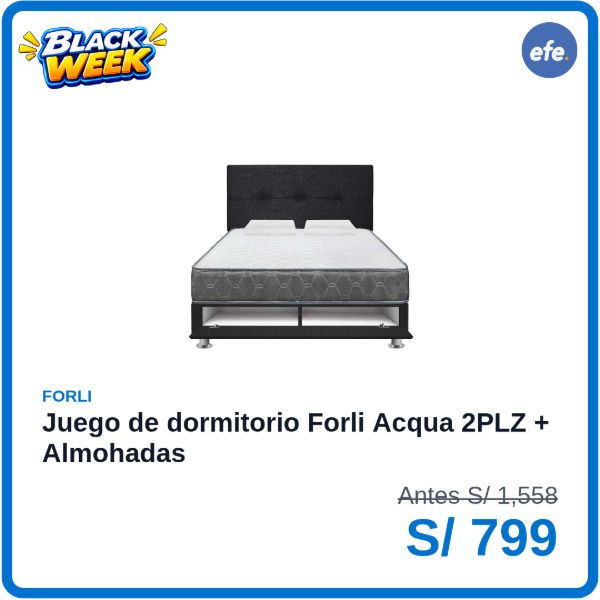 BLACK
WEEK
efe.
FORLI
Juego de dormitorio Forli Acqua 2PLZ +
Almohadas
Antes S/ 1,558
S/ 799